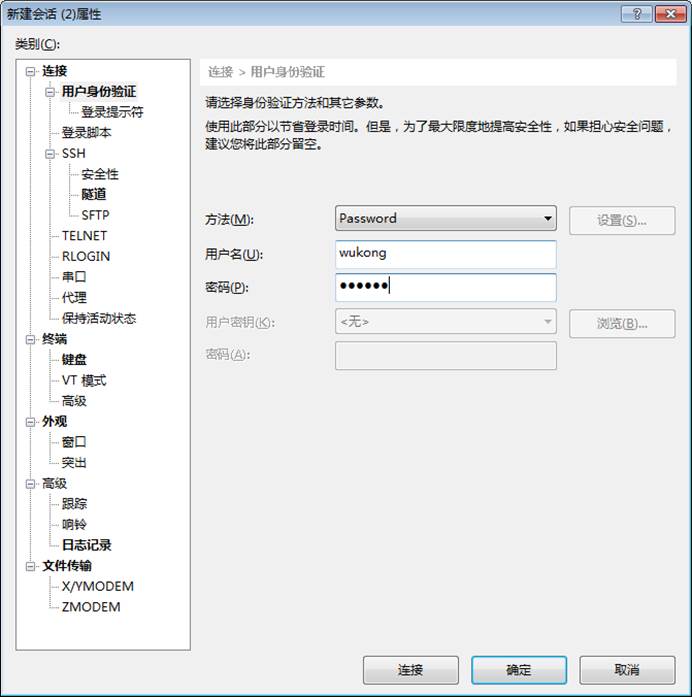 新建会话 (2)属性
类别(C):
连接
用户身份验证
登录提示符
登录脚本
SSH
安全性
隧道
SFTP
TELNET
RLOGIN
串口
代理
保持活动状态
终端
键盘
VT 模式
高级
外观
窗口
突出
高级
跟踪
响铃
日志记录
文件传输
X/YMODEM
ZMODEM
连接 > 用户身份验证
请选择身份验证方法和其它参数。
使用此部分以节省登录时间。但是，为了最大限度地提高安全性，如果担心安全问题，
建议您将此部分留空。
方法(M):
Password
设置(S)...
用户名(U):
wukong
密码(P):
●●●●●●
用户密钥(K):
<无>
浏览(B)...
密码(A):
连接
确定
取消